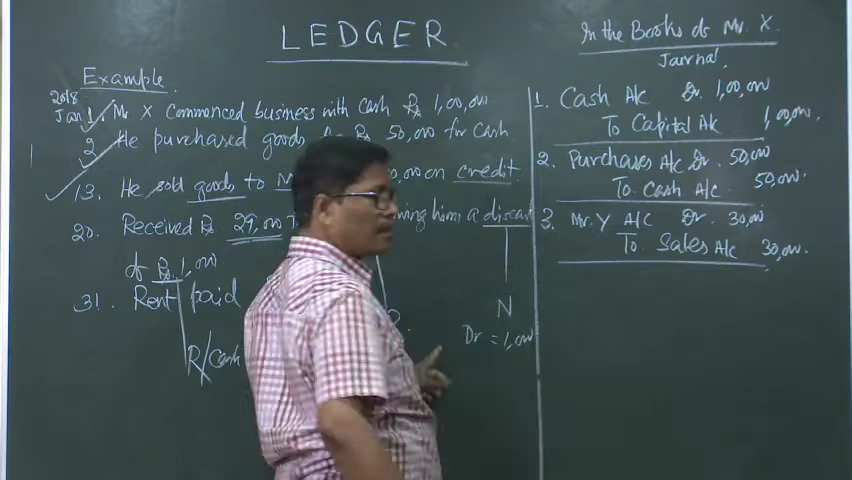 LEDGER
Example
2018
Jan 1. Mr X Commenced business with Cash Rs 1,00,000
2 He purchased goods Rs 50,000 for Cash
13. He sold goods to on credit.
20. Received Rs 29,000 him a
of Rs. 1,000
31. Rent paid
R/Cash
N
Dr = 1,000
In the Books of Mr. X.
Journal
1. Cash A/c Dr. 1,00,000
To Capital A/c 1,00,000.
2. Purchases A/c Dr. 50,000
To Cash A/c 50,000.
3. Mr. Y A/C Dr. 30,000
To Sales A/c 30,000.